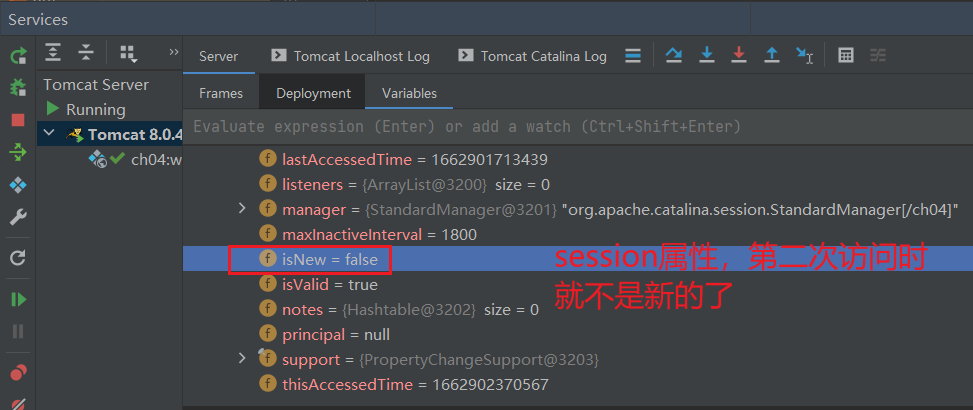 Services
Server
Tomcat Localhost Log
Tomcat Catalina Log
Tomcat Server
Frames
Deployment
Variables
Running
Evaluate expression (Enter) or add a watch (Ctrl+Shift+Enter)
Tomcat 8.0.4
ch04:w
lastAccessedTime = 1662901713439
listeners = {ArrayList@3200} size = 0
manager = {StandardManager@3201} "org.apache.catalina.session.StandardManager[/ch04]"
maxInactiveInterval = 1800
isNew = false
session属性，第二次访问时
就不是新的了
isValid = true
notes = {Hashtable@3202} size = 0
principal = null
support = {PropertyChangeSupport@3203}
thisAccessedTime = 1662902370567